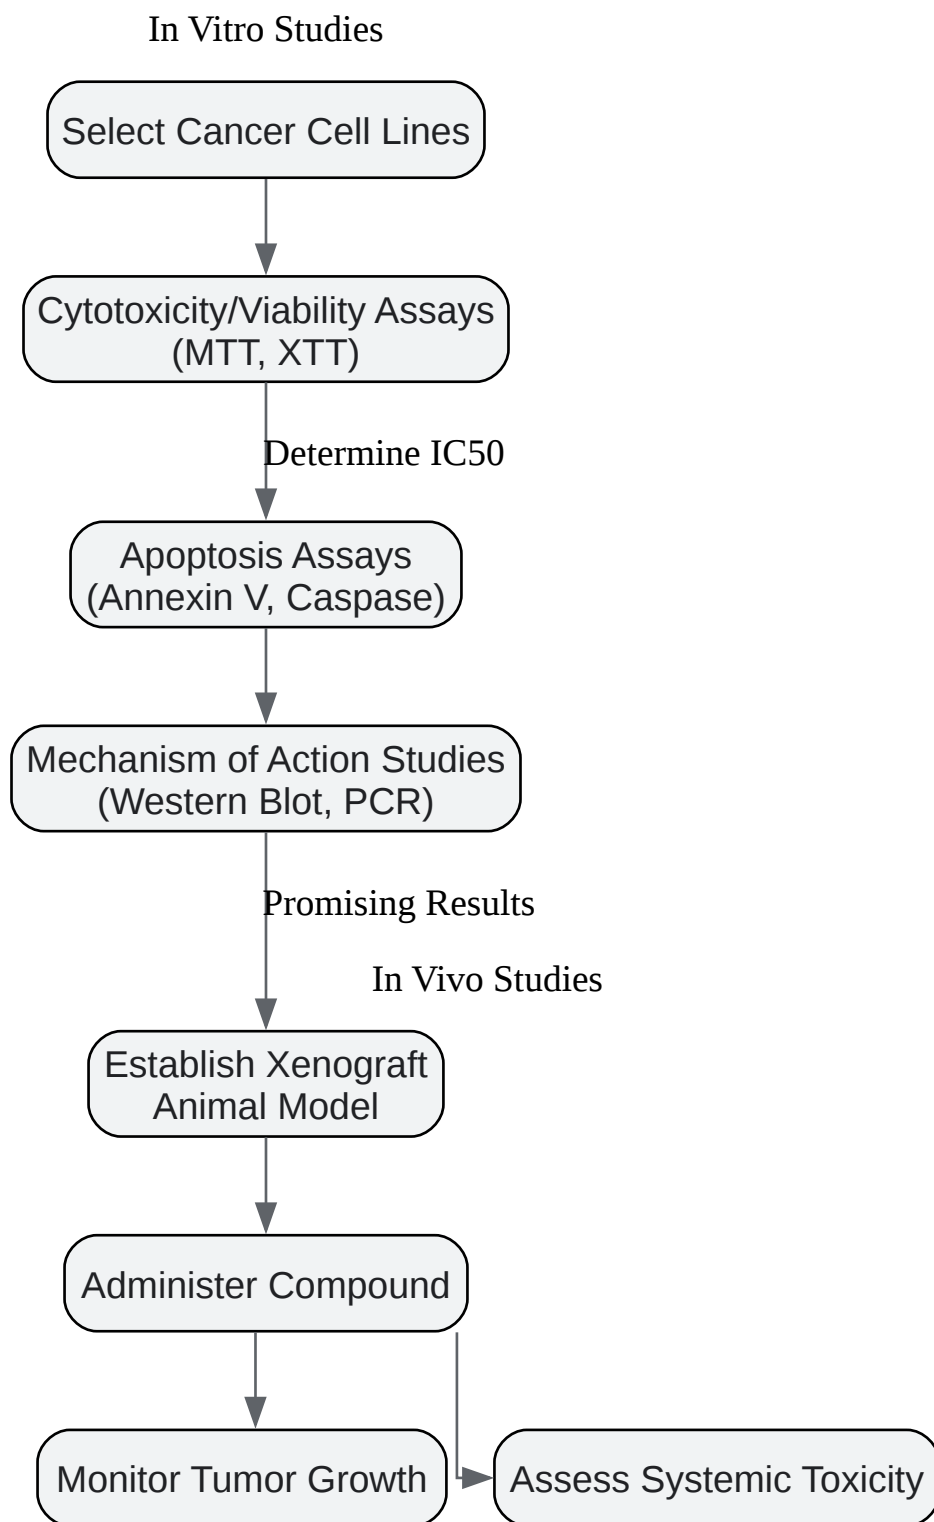 In Vitro Studies
Select Cancer Cell Lines
Cytotoxicity/Viability Assays
(MTT, XTT)
Determine IC50
Apoptosis Assays
(Annexin V, Caspase)
Mechanism of Action Studies
(Western Blot, PCR)
Promising Results
In Vivo Studies
Establish Xenograft
Animal Model
Administer Compound
Monitor Tumor Growth
Assess Systemic Toxicity